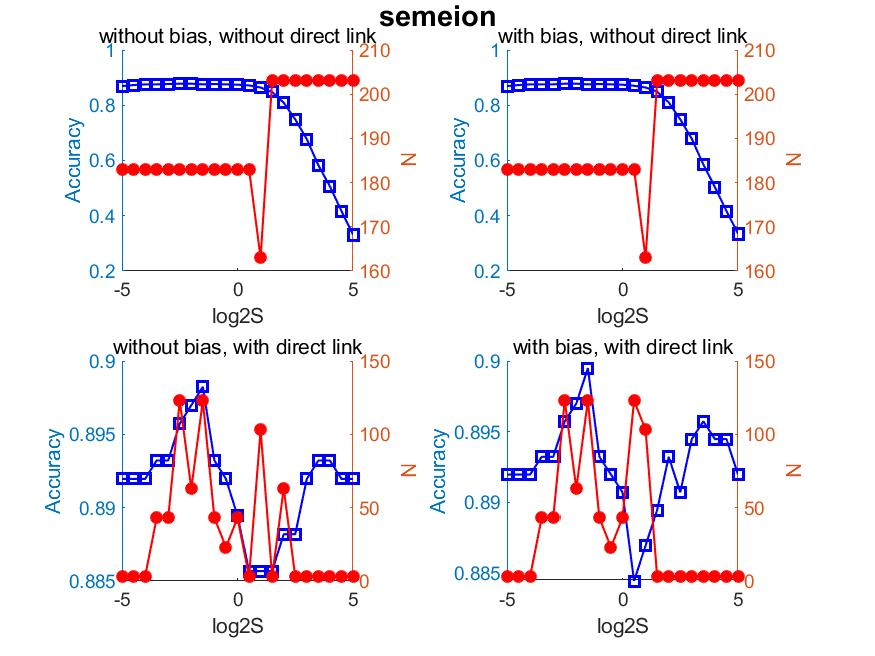 semeion
without bias, without direct link
with bias, without direct link
1
0.8
0.6
0.4
0.2
Accuracy
210
200
190
180
170
160
N
-5 0 5
log2S
1
0.8
0.6
0.4
0.2
Accuracy
210
200
190
180
170
160
N
-5 0 5
log2S
without bias, with direct link
with bias, with direct link
0.9
0.895
0.89
0.885
Accuracy
150
100
50
0
N
-5 0 5
log2S
0.9
0.895
0.89
0.885
Accuracy
150
100
50
0
N
-5 0 5
log2S